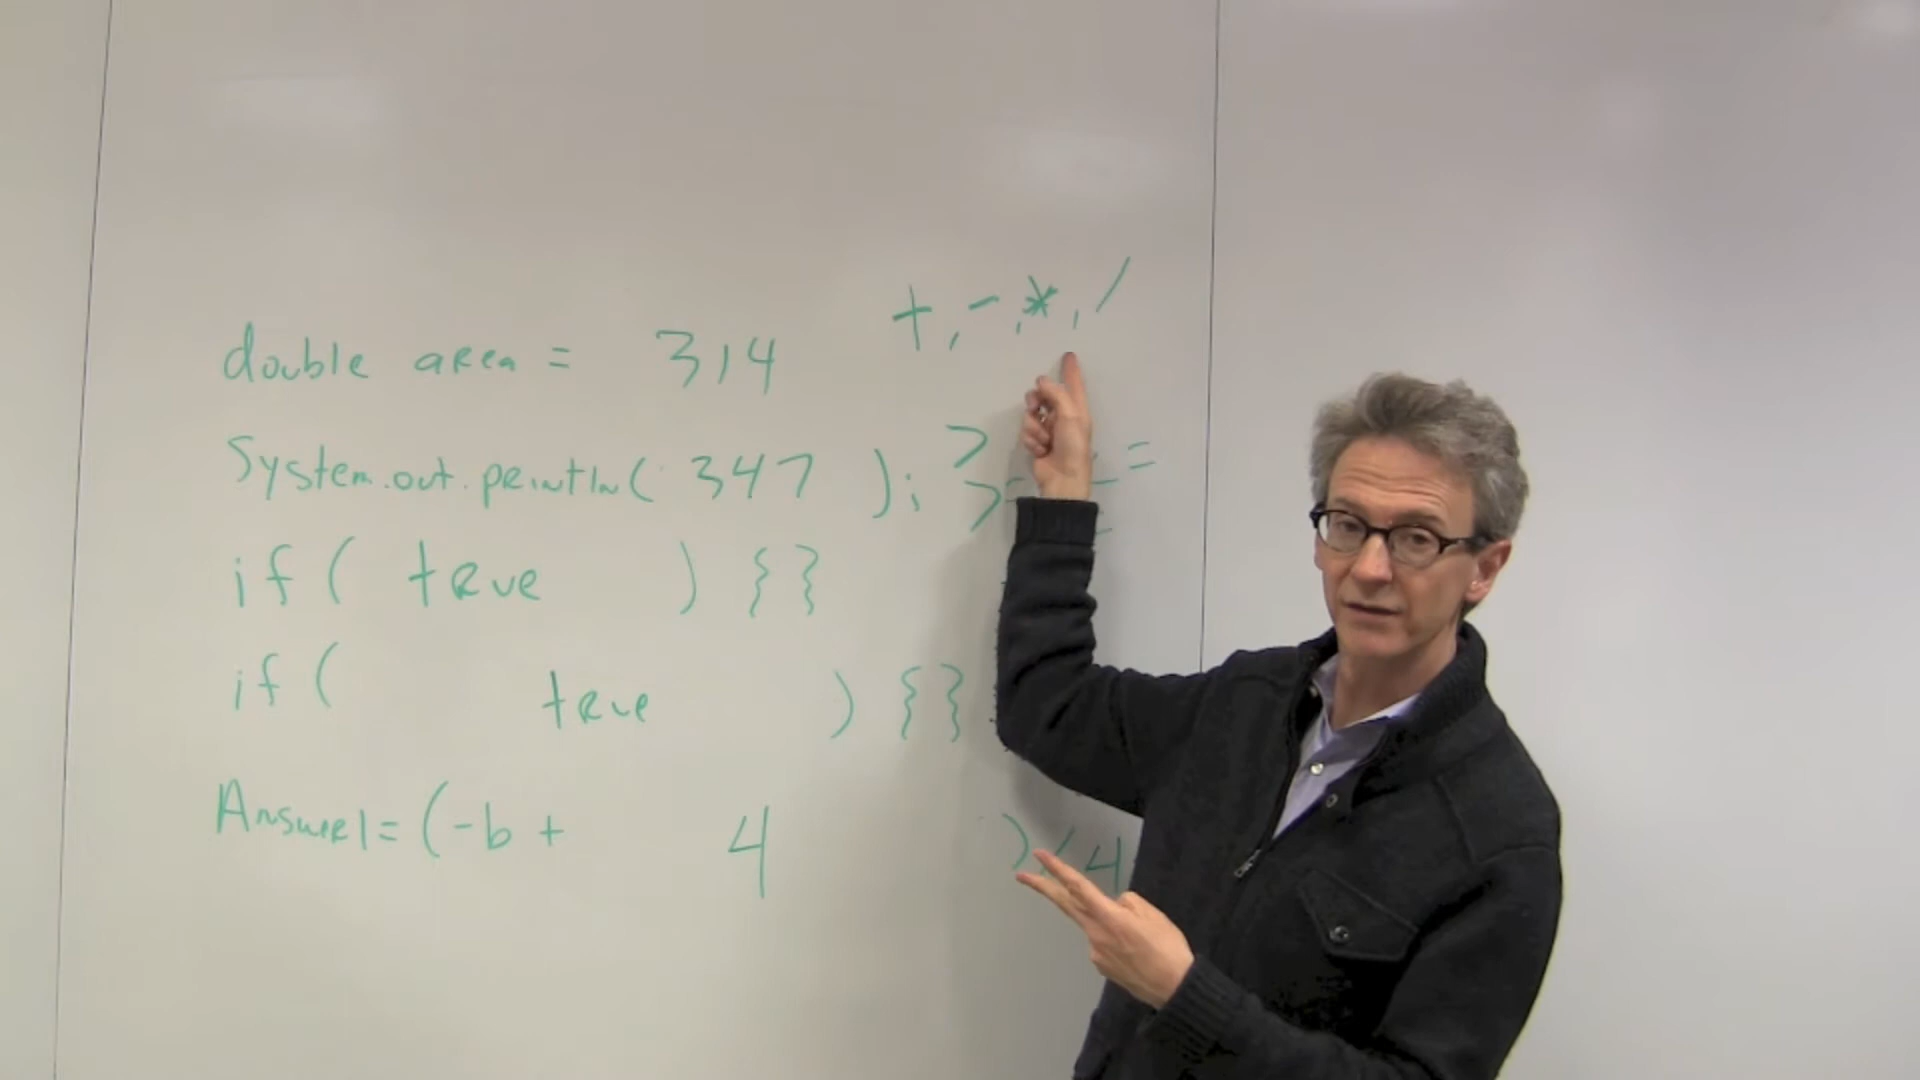 +, -, *, /
double area = 314
System.out.println( 347 ); > =
>=
if ( true ) {}
if ( true ) {}
Answer1= (-b + 4 )/4